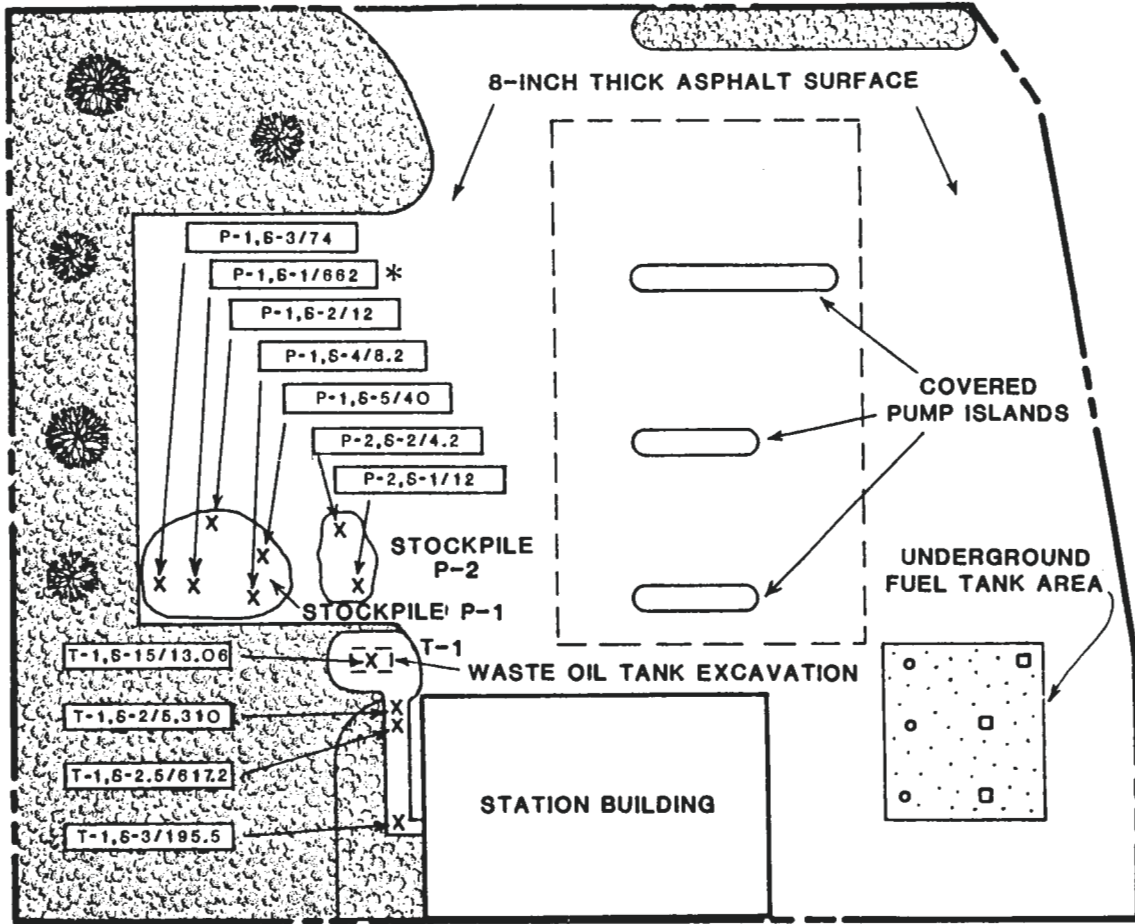 8-INCH THICK ASPHALT SURFACE
P-1,S-3/74
P-1,S-1/662 *
P-1,S-2/12
P-1,S-4/8.2
P-1,S-5/40
P-2,S-2/4.2
P-2,S-1/12
COVERED
PUMP ISLANDS
STOCKPILE
P-2
UNDERGROUND
FUEL TANK AREA
STOCKPILE P-1
T-1
T-1,S-15/13.06
WASTE OIL TANK EXCAVATION
T-1,S-2/5,310
T-1,S-2.5/617.2
T-1,S-3/195.5
STATION BUILDING